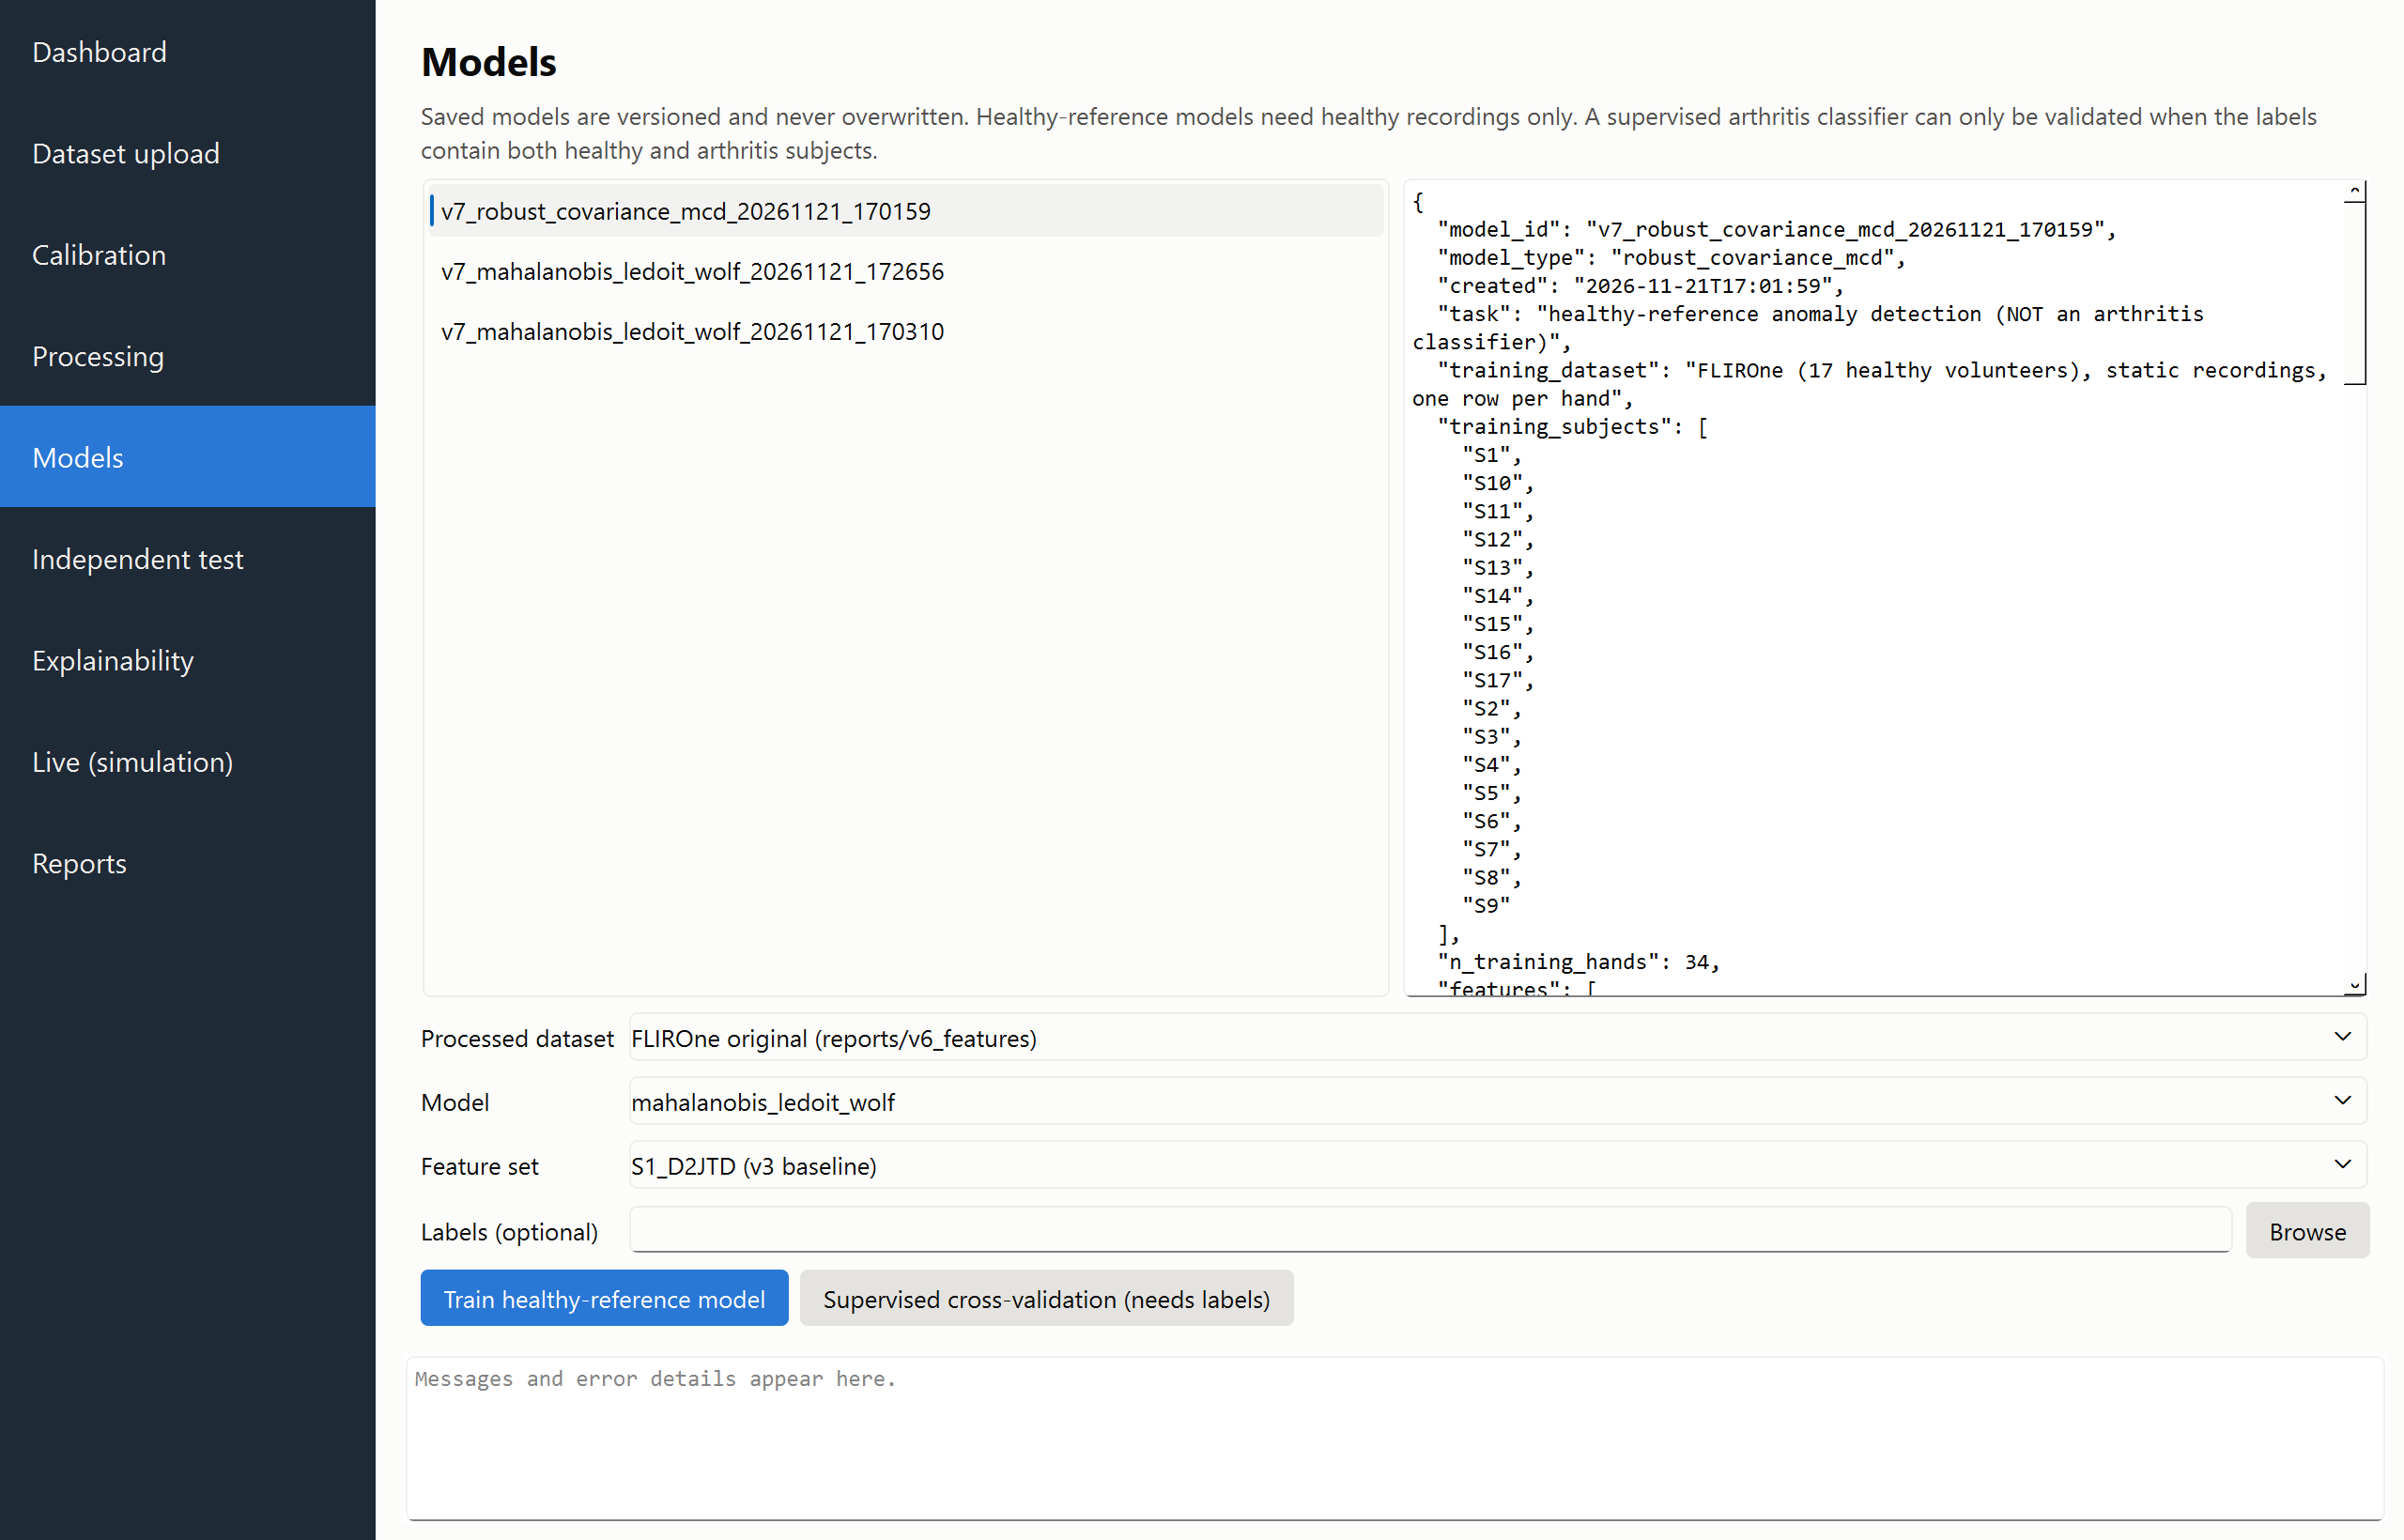 Dashboard
Dataset upload
Calibration
Processing
Models
Independent test
Explainability
Live (simulation)
Reports
Models
Saved models are versioned and never overwritten. Healthy-reference models need healthy recordings only. A supervised arthritis classifier can only be validated when the labels
contain both healthy and arthritis subjects.
v7_robust_covariance_mcd_20261121_170159
v7_mahalanobis_ledoit_wolf_20261121_172656
v7_mahalanobis_ledoit_wolf_20261121_170310
{
  "model_id": "v7_robust_covariance_mcd_20261121_170159",
  "model_type": "robust_covariance_mcd",
  "created": "2026-11-21T17:01:59",
  "task": "healthy-reference anomaly detection (NOT an arthritis
classifier)",
  "training_dataset": "FLIROne (17 healthy volunteers), static recordings,
one row per hand",
  "training_subjects": [
    "S1",
    "S10",
    "S11",
    "S12",
    "S13",
    "S14",
    "S15",
    "S16",
    "S17",
    "S2",
    "S3",
    "S4",
    "S5",
    "S6",
    "S7",
    "S8",
    "S9"
  ],
  "n_training_hands": 34,
  "features": [
Processed dataset FLIROne original (reports/v6_features)
Model mahalanobis_ledoit_wolf
Feature set S1_D2JTD (v3 baseline)
Labels (optional) Browse
Train healthy-reference model Supervised cross-validation (needs labels)
Messages and error details appear here.